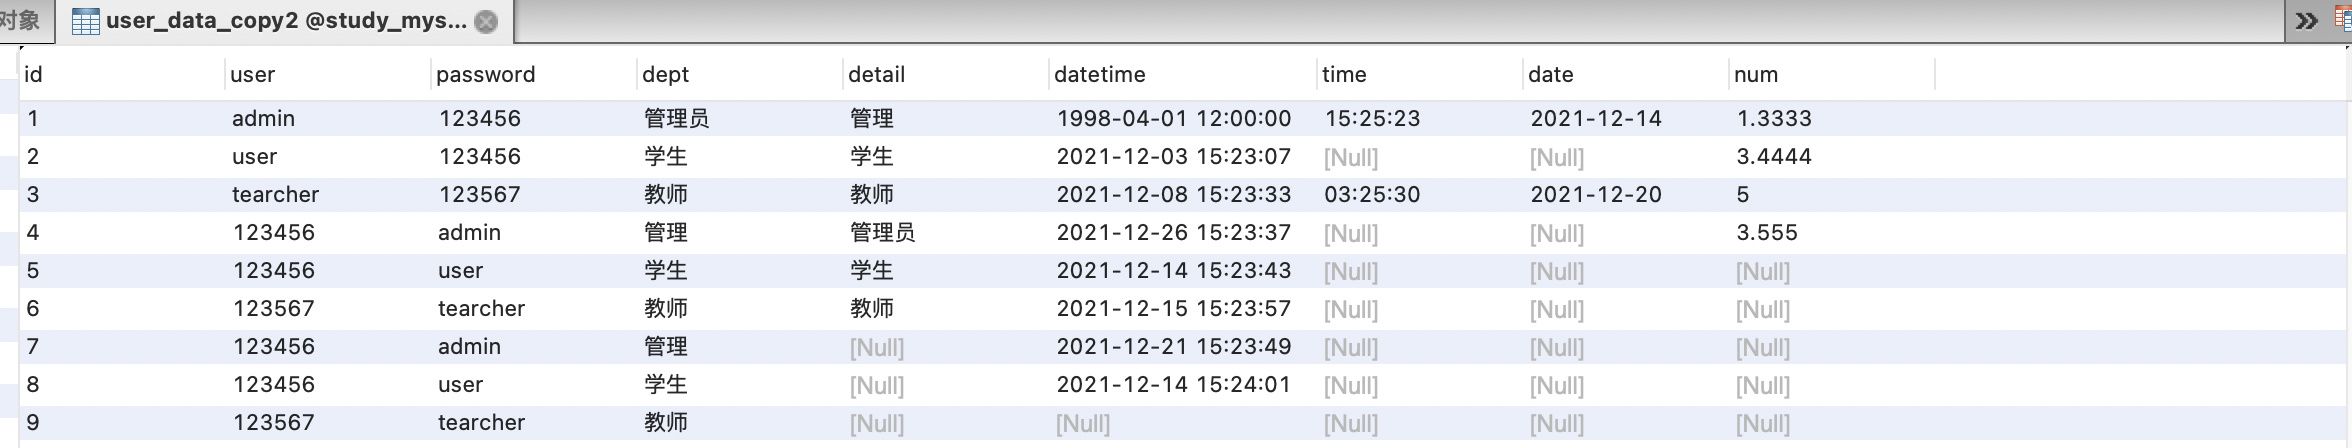 对象 user_data_copy2 @study_mys... »
id user password dept detail datetime time date num
1 admin 123456 管理员 管理 1998-04-01 12:00:00 15:25:23 2021-12-14 1.3333
2 user 123456 学生 学生 2021-12-03 15:23:07 [Null] [Null] 3.4444
3 tearcher 123567 教师 教师 2021-12-08 15:23:33 03:25:30 2021-12-20 5
4 123456 admin 管理 管理员 2021-12-26 15:23:37 [Null] [Null] 3.555
5 123456 user 学生 学生 2021-12-14 15:23:43 [Null] [Null] [Null]
6 123567 tearcher 教师 教师 2021-12-15 15:23:57 [Null] [Null] [Null]
7 123456 admin 管理 [Null] 2021-12-21 15:23:49 [Null] [Null] [Null]
8 123456 user 学生 [Null] 2021-12-14 15:24:01 [Null] [Null] [Null]
9 123567 tearcher 教师 [Null] [Null] [Null] [Null] [Null]